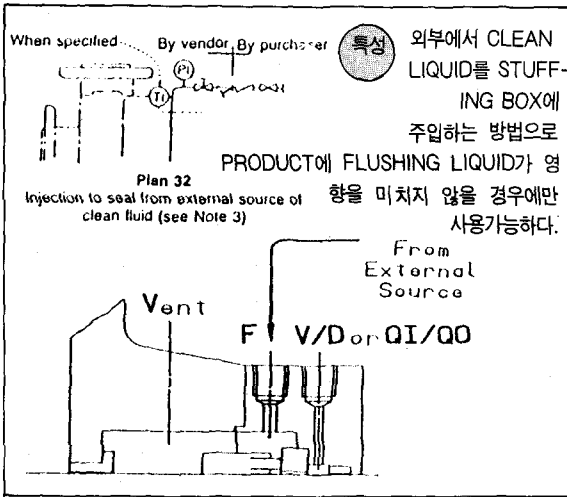 When specified
By vendor
By purchaser
PI
TI
Plan 32
Injection to seal from external source of
clean fluid (see Note 3)
특성
외부에서 CLEAN
LIQUID를 STUFF-
ING BOX에
주입하는 방법으로
PRODUCT에 FLUSHING LIQUID가 영
향을 미치지 않을 경우에만
사용가능하다.
From
External
Source
Vent
F
V/D or QI/QO